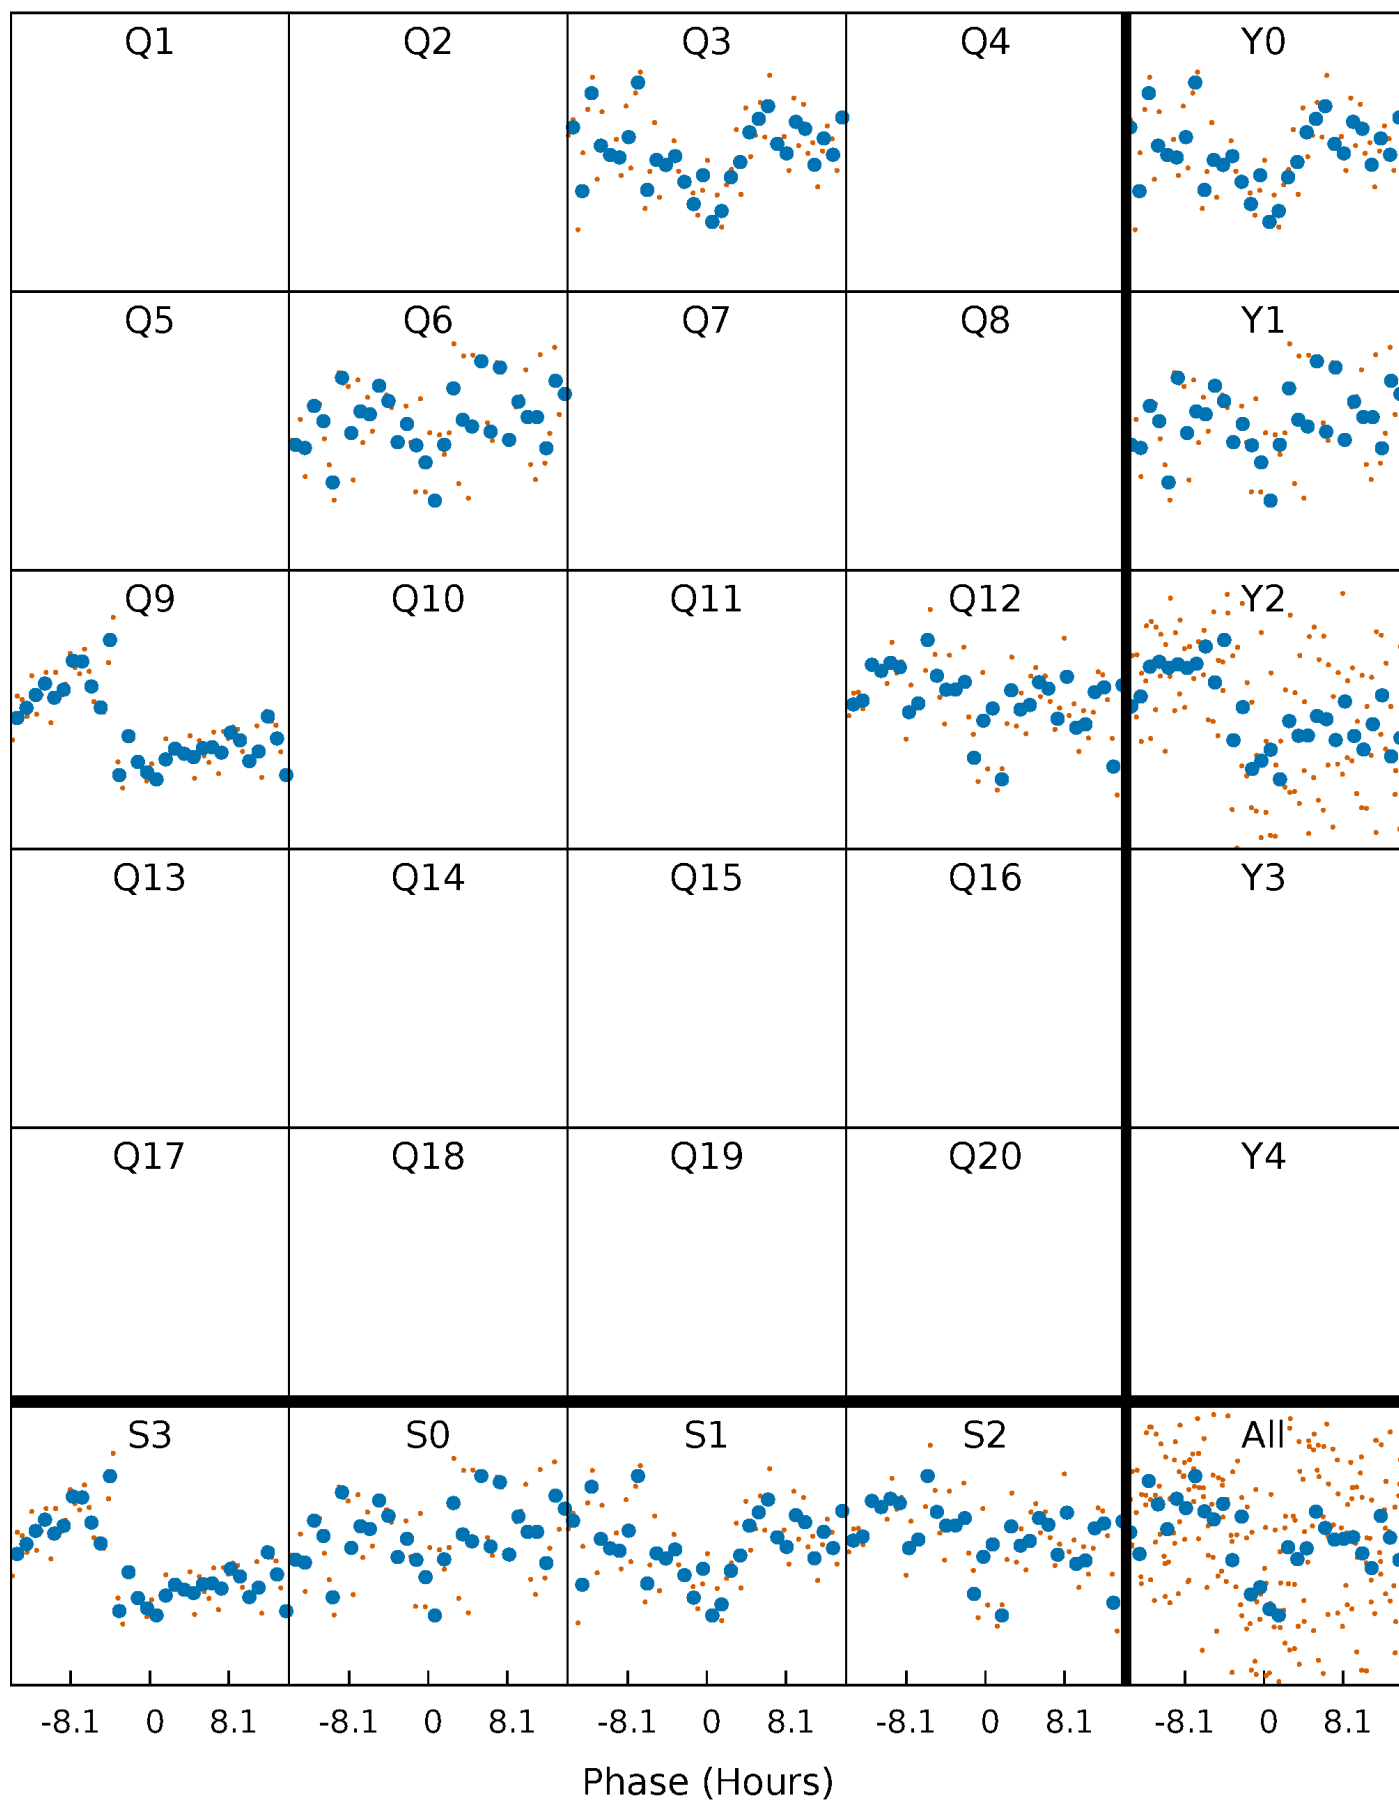 Q1 Q2 Q3 Q4 Y0
Q5 Q6 Q7 Q8 Y1
Q9 Q10 Q11 Q12 Y2
Q13 Q14 Q15 Q16 Y3
Q17 Q18 Q19 Q20 Y4
S3 S0 S1 S2 All
-8.1 0 8.1 -8.1 0 8.1 -8.1 0 8.1 -8.1 0 8.1 -8.1 0 8.1
Phase (Hours)